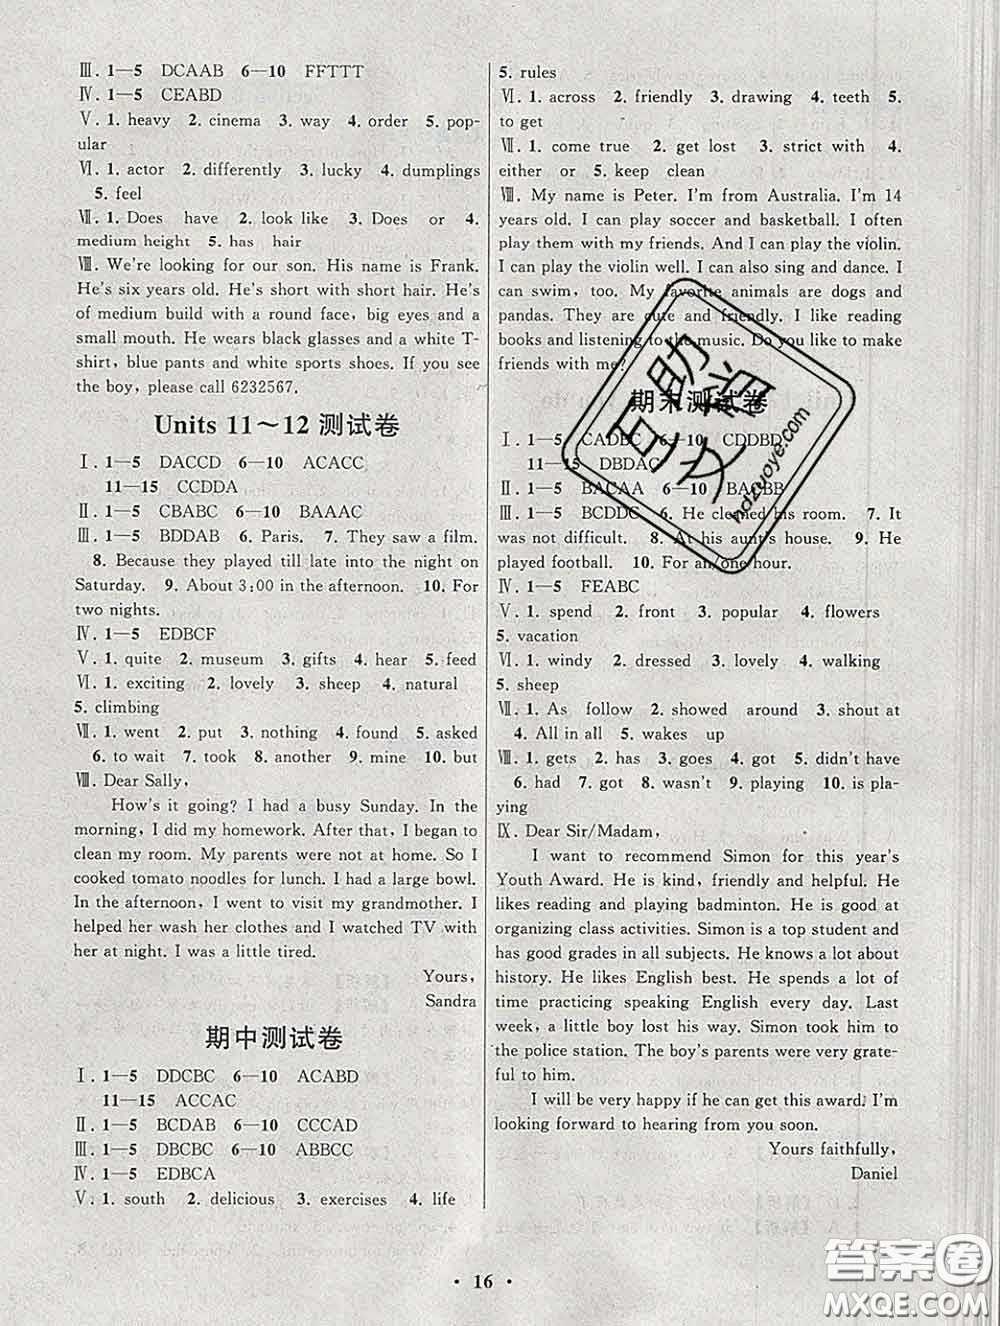 Ⅲ. 1—5 DCAAB 6—10 FFTTT
Ⅳ. 1—5 CEABD
Ⅴ. 1. heavy 2. cinema 3. way 4. order 5. pop-
ular
Ⅵ. 1. actor 2. differently 3. lucky 4. dumplings
5. feel
Ⅶ. 1. Does have 2. look like 3. Does or 4.
medium height 5. has hair
Ⅷ. We're looking for our son. His name is Frank.
He's six years old. He's short with short hair. He's
of medium build with a round face, big eyes and a
small mouth. He wears black glasses and a white T-
shirt, blue pants and white sports shoes. If you see
the boy, please call 6232567.
Units 11～12 测试卷
Ⅰ. 1—5 DACCD 6—10 ACACC
11—15 CCDDA
Ⅱ. 1—5 CBABC 6—10 BAAAC
Ⅲ. 1—5 BDDAB 6. Paris. 7. They saw a film.
8. Because they played till late into the night on
Saturday. 9. About 3:00 in the afternoon. 10. For
two nights.
Ⅳ. 1—5 EDBCF
Ⅴ. 1. quite 2. museum 3. gifts 4. hear 5. feed
Ⅵ. 1. exciting 2. lovely 3. sheep 4. natural
5. climbing
Ⅶ. 1. went 2. put 3. nothing 4. found 5. asked
6. to wait 7. took 8. another 9. mine 10. but
Ⅷ. Dear Sally,
How's it going? I had a busy Sunday. In the
morning, I did my homework. After that, I began to
clean my room. My parents were not at home. So I
cooked tomato noodles for lunch. I had a large bowl.
In the afternoon, I went to visit my grandmother. I
helped her wash her clothes and I watched TV with
her at night. I was a little tired.
Yours,
Sandra
期中测试卷
Ⅰ. 1—5 DDCBC 6—10 ACABD
11—15 ACCAC
Ⅱ. 1—5 BCDAB 6—10 CCCAD
Ⅲ. 1—5 DBCBC 6—10 ABBCC
Ⅳ. 1—5 EDBCA
Ⅴ. 1. south 2. delicious 3. exercises 4. life
5. rules
Ⅵ. 1. across 2. friendly 3. drawing 4. teeth 5.
to get
Ⅶ. 1. come true 2. get lost 3. strict with 4.
either or 5. keep clean
Ⅷ. My name is Peter. I'm from Australia. I'm 14
years old. I can play soccer and basketball. I often
play them with my friends. And I can play the violin.
I can play the violin well. I can also sing and dance. I
can swim, too. My favorite animals are dogs and
pandas. They are cute and friendly. I like reading
books and listening to the music. Do you like to make
friends with me?
期末测试卷
Ⅰ. 1—5 CADBC 6—10 CDDBD
11—15 DBDAC
Ⅱ. 1—5 BACAA 6—10 BACBB
Ⅲ. 1—5 BCDDC 6. He cleaned his room. 7. It
was not difficult. 8. At his aunt's house. 9. He
played football. 10. For an/one hour.
Ⅳ. 1—5 FEABC
Ⅴ. 1. spend 2. front 3. popular 4. flowers
5. vacation
Ⅵ. 1. windy 2. dressed 3. lovely 4. walking
5. sheep
Ⅶ. 1. As follow 2. showed around 3. shout at
4. All in all 5. wakes up
Ⅷ. 1. gets 2. has 3. goes 4. got 5. didn't have
6. had 7. got 8. wasn't 9. playing 10. is pla-
ying
Ⅸ. Dear Sir/Madam,
I want to recommend Simon for this year's
Youth Award. He is kind, friendly and helpful. He
likes reading and playing badminton. He is good at
organizing class activities. Simon is a top student and
has good grades in all subjects. He knows a lot about
history. He likes English best. He spends a lot of
time practicing speaking English every day. Last
week, a little boy lost his way. Simon took him to
the police station. The boy's parents were very grate-
ful to him.
I will be very happy if he can get this award. I'm
looking forward to hearing from you soon.
Yours faithfully,
Daniel
• 16 •
答案圈
MXQE.COM
hdzuoye.com